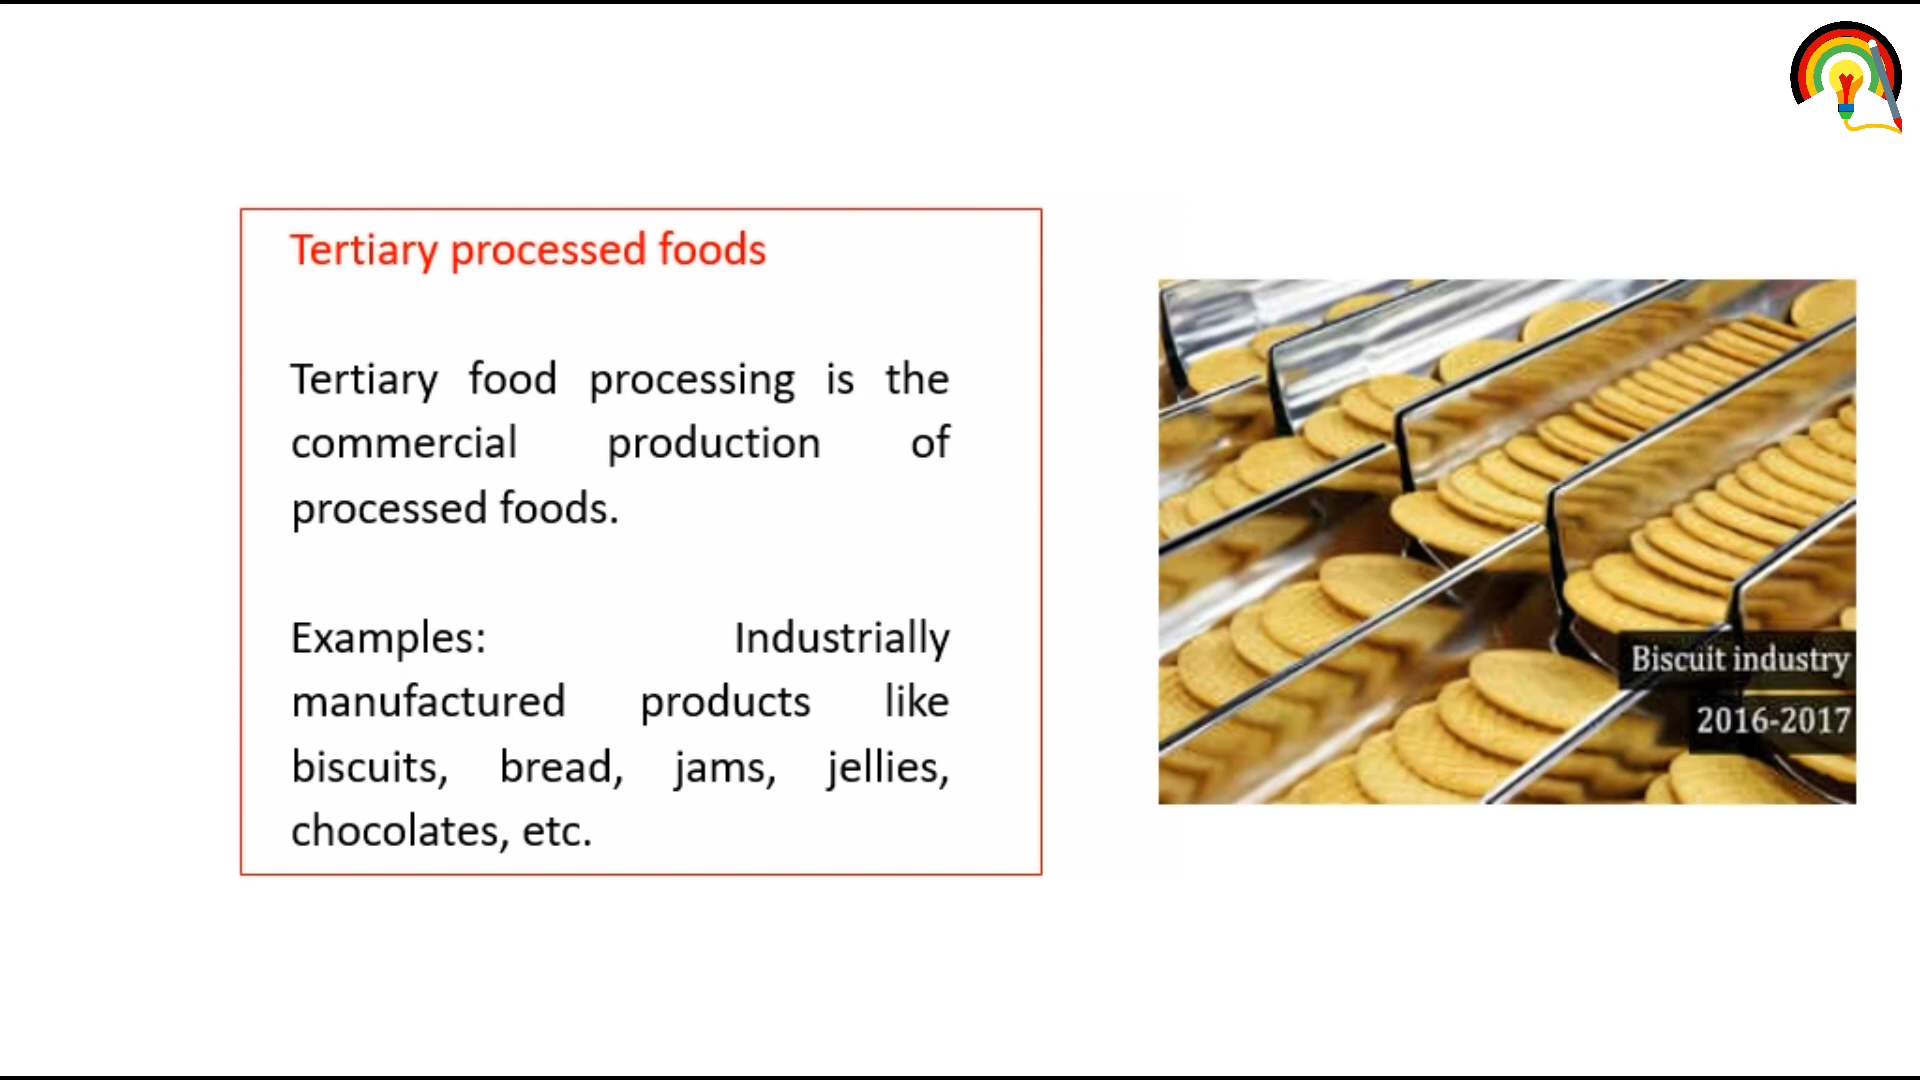 Tertiary processed foods
Tertiary food processing is the
commercial production of
processed foods.
Examples: Industrially
manufactured products like
biscuits, bread, jams, jellies,
chocolates, etc.
Biscuit industry
2016-2017